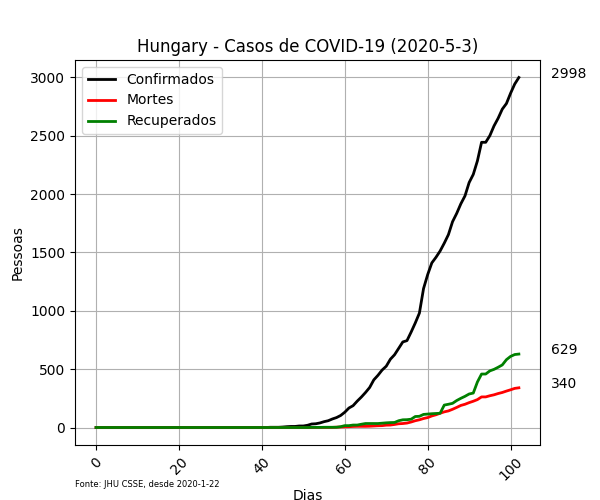 Hungary - Casos de COVID-19 (2020-5-3)
Confirmados
Mortes
Recuperados
2998
629
340
Pessoas
3000
2500
2000
1500
1000
500
0
0
20
40
60
80
100
Dias
Fonte: JHU CSSE, desde 2020-1-22